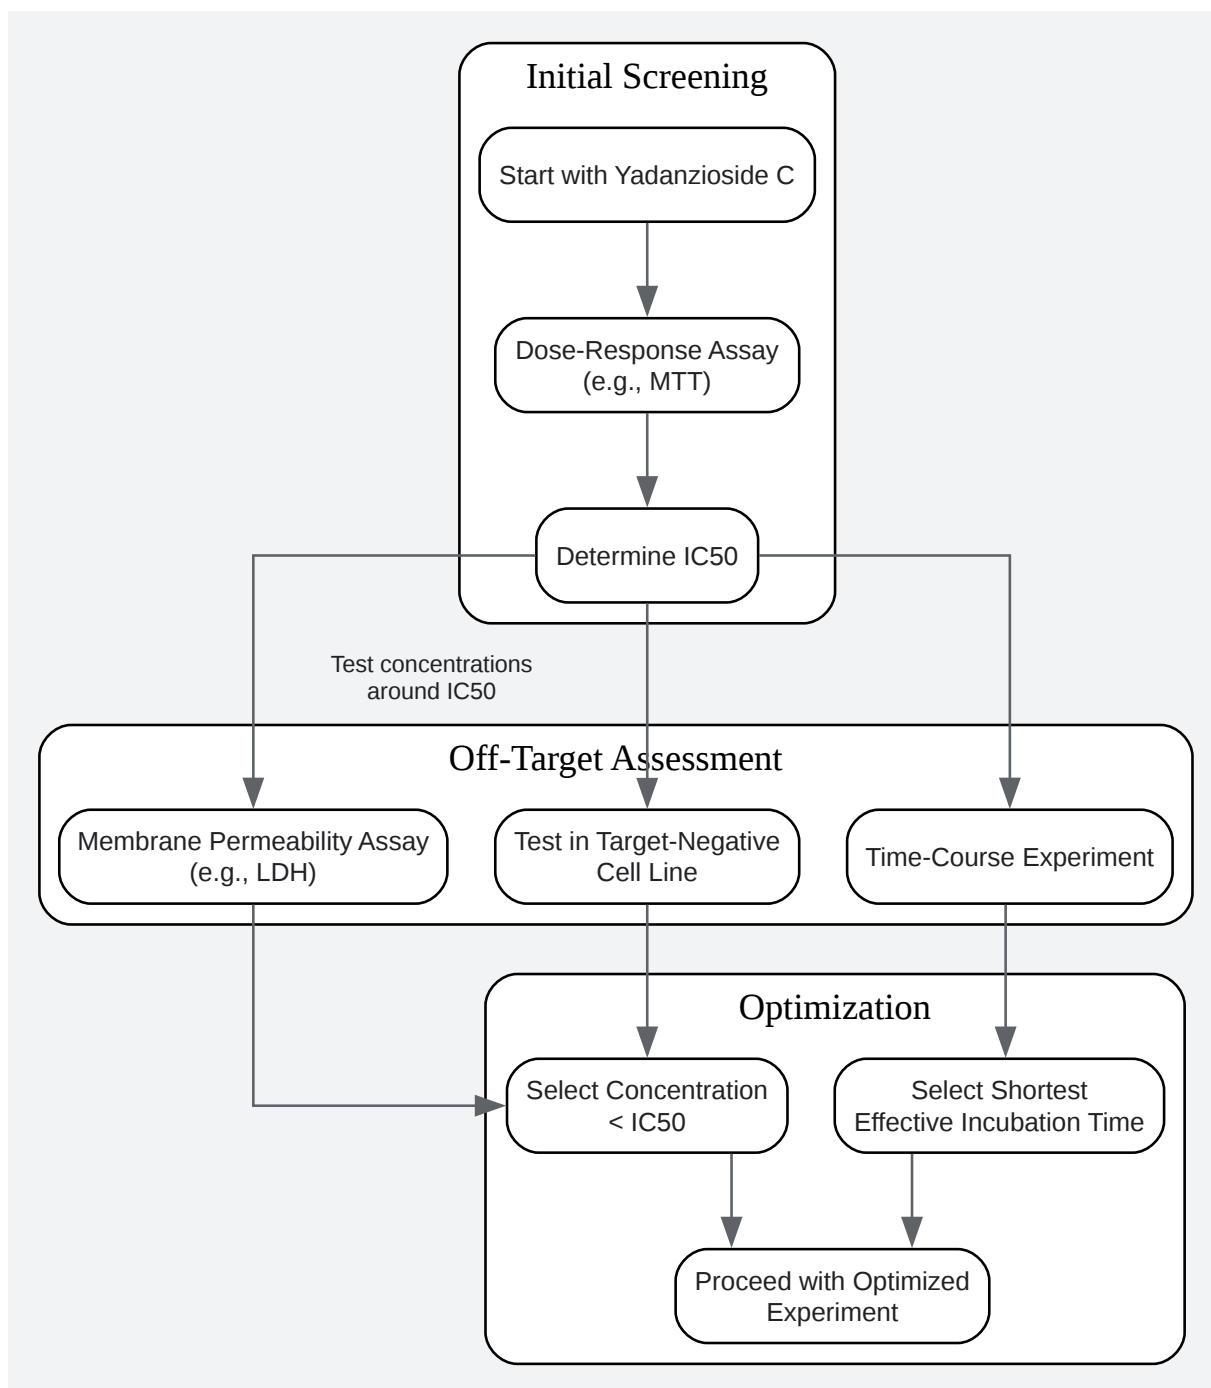 Initial Screening
Start with Yadanzioside C
Dose-Response Assay
(e.g., MTT)
Determine IC50
Test concentrations
around IC50
Off-Target Assessment
Membrane Permeability Assay
(e.g., LDH)
Test in Target-Negative
Cell Line
Time-Course Experiment
Optimization
Select Concentration
< IC50
Select Shortest
Effective Incubation Time
Proceed with Optimized
Experiment